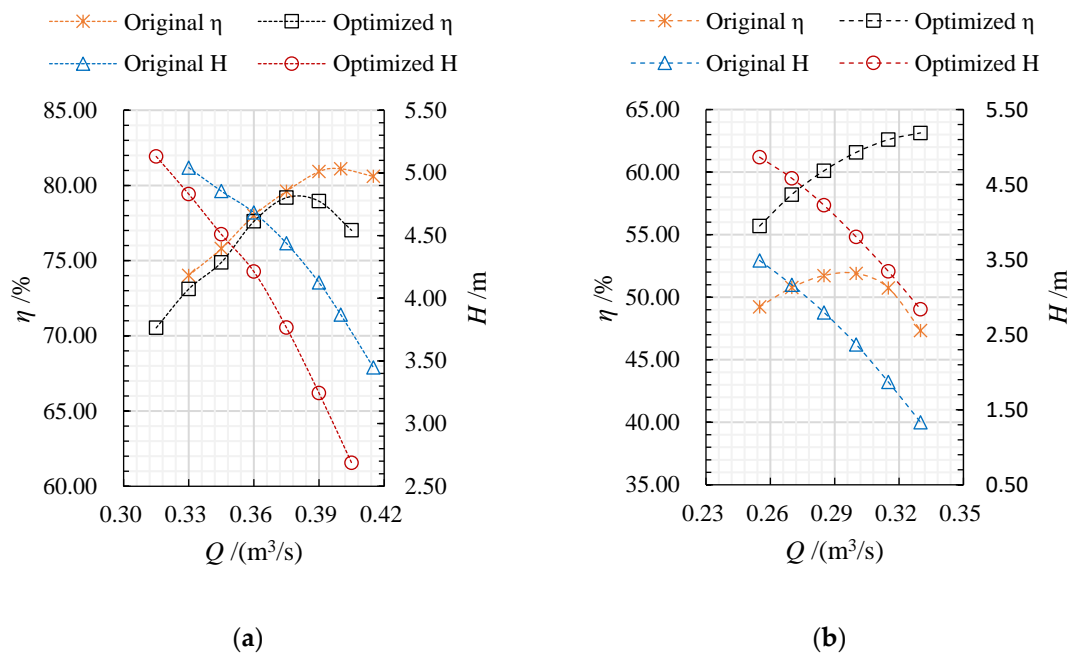 Original η
Optimized η
Original H
Optimized H
85.00
80.00
75.00
70.00
65.00
60.00
η /%
5.50
5.00
4.50
4.00
3.50
3.00
2.50
H /m
0.30
0.33
0.36
0.39
0.42
Q /(m³/s)
(a)
Original η
Optimized η
Original H
Optimized H
65.00
60.00
55.00
50.00
45.00
40.00
35.00
η /%
5.50
4.50
3.50
2.50
1.50
0.50
H /m
0.23
0.26
0.29
0.32
0.35
Q /(m³/s)
(b)